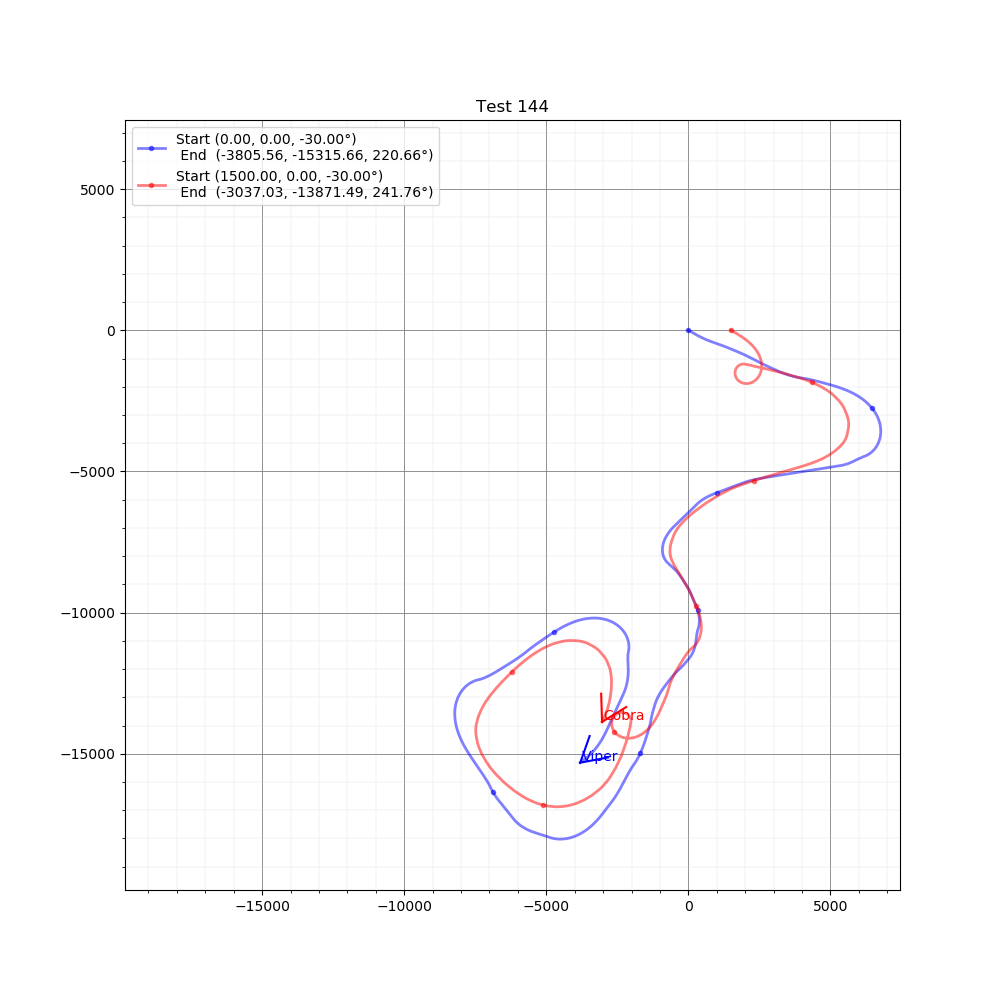 Test 144
Start (0.00, 0.00, -30.00°)
End (-3805.56, -15315.66, 220.66°)
Start (1500.00, 0.00, -30.00°)
End (-3037.03, -13871.49, 241.76°)
5000
0
−5000
−10000
−15000
Cobra
Viper
−15000 −10000 −5000 0 5000